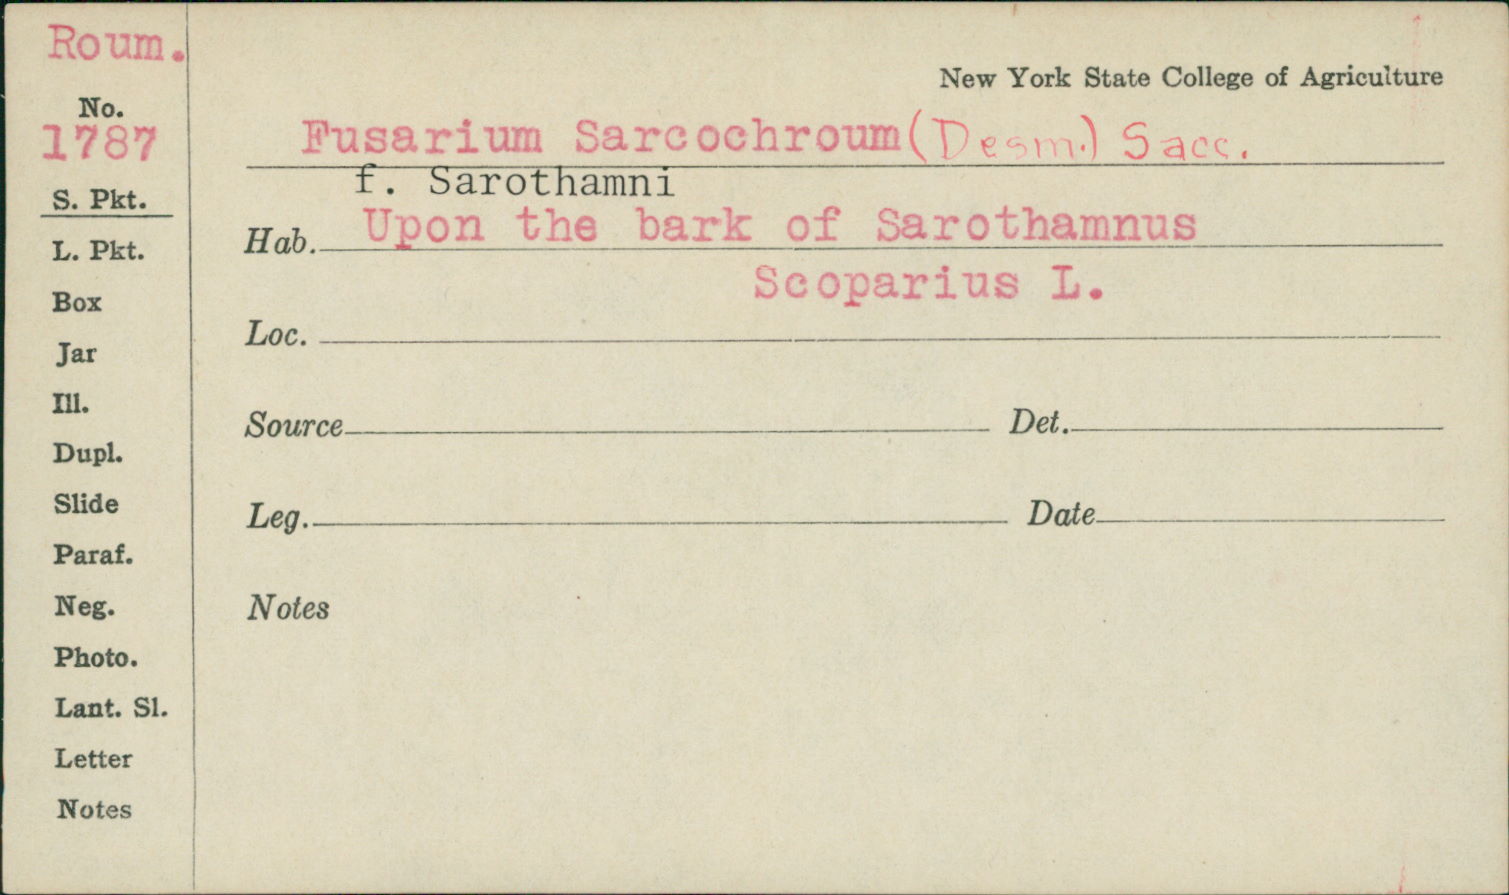 Roum.
New York State College of Agriculture
No.
1787
Fusarium Sarcochroum (Desm.) Sacc.
f. Sarothamni
S. Pkt.
Hab. Upon the bark of Sarothamnus
Scoparius L.
L. Pkt.
Box
Loc.
Jar
Ill.
Source Det.
Dupl.
Slide
Leg. Date
Paraf.
Neg.
Notes
Photo.
Lant. Sl.
Letter
Notes